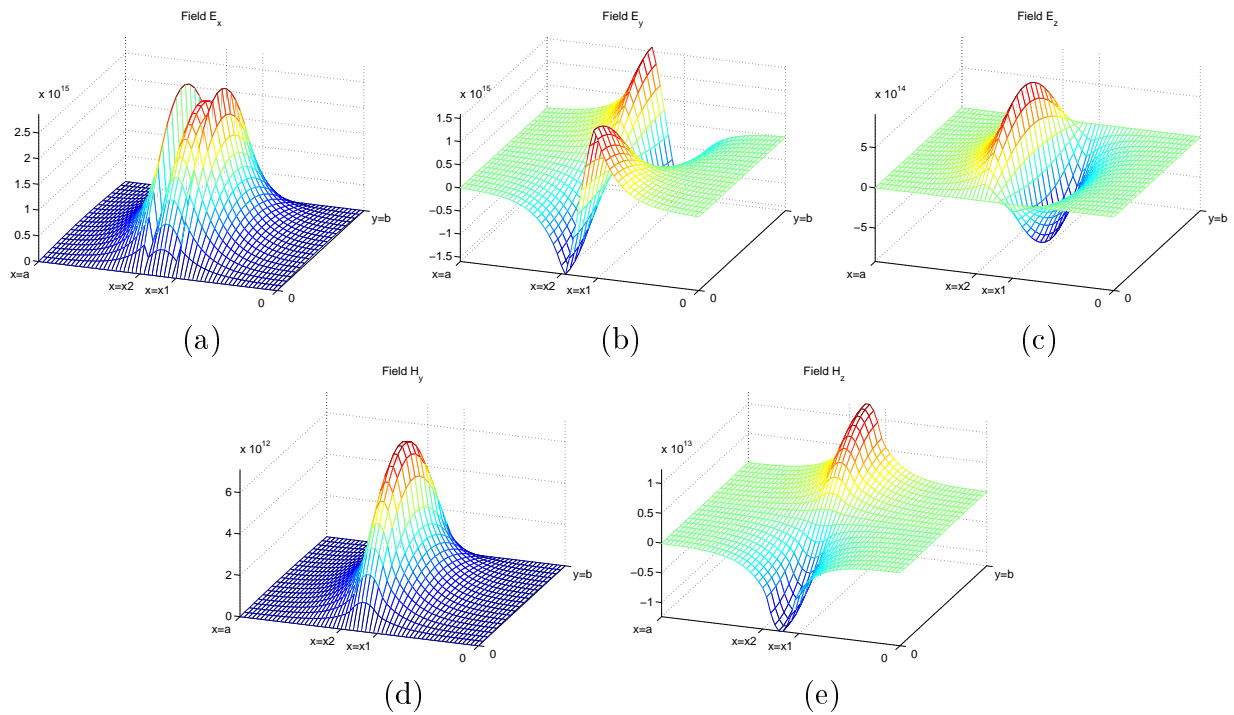 Field E_x
x 10^15
2.5
2
1.5
1
0.5
0
x=a
x=x2
x=x1
0
0
y=b
(a)
Field E_y
x 10^15
1.5
1
0.5
0
−0.5
−1
−1.5
x=a
x=x2
x=x1
0
0
y=b
(b)
Field E_z
x 10^14
5
0
−5
x=a
x=x2
x=x1
0
0
y=b
(c)
Field H_y
x 10^12
6
4
2
0
x=a
x=x2
x=x1
0
0
y=b
(d)
Field H_z
x 10^13
1
0.5
0
−0.5
−1
x=a
x=x2
x=x1
0
0
y=b
(e)